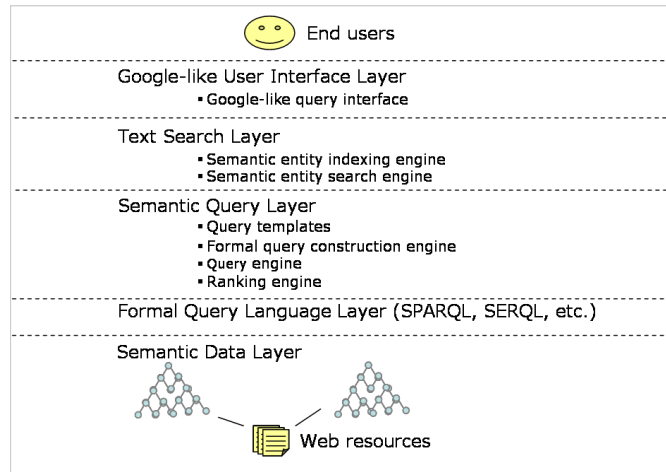 End users
Google-like User Interface Layer
▪ Google-like query interface
Text Search Layer
▪ Semantic entity indexing engine
▪ Semantic entity search engine
Semantic Query Layer
▪ Query templates
▪ Formal query construction engine
▪ Query engine
▪ Ranking engine
Formal Query Language Layer (SPARQL, SERQL, etc.)
Semantic Data Layer
Web resources